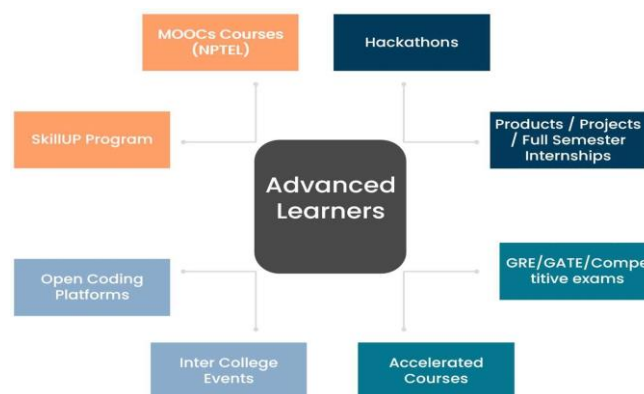 MOOCs Courses
(NPTEL)
Hackathons
SkillUP Program
Products / Projects
/ Full Semester
Internships
Advanced
Learners
Open Coding
Platforms
GRE/GATE/Compe
titive exams
Inter College
Events
Accelerated
Courses